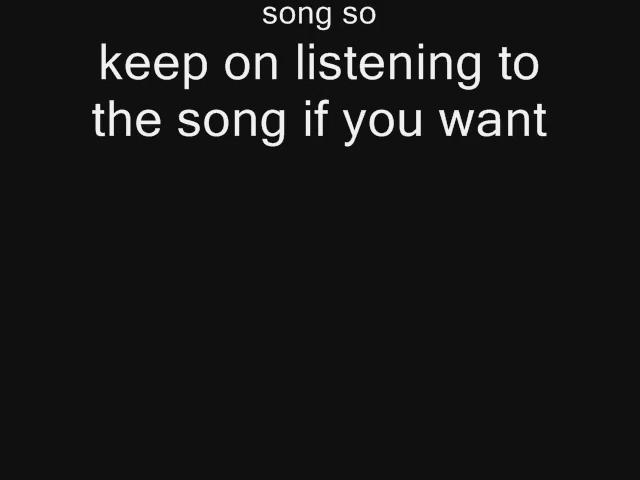 song so
keep on listening to
the song if you want